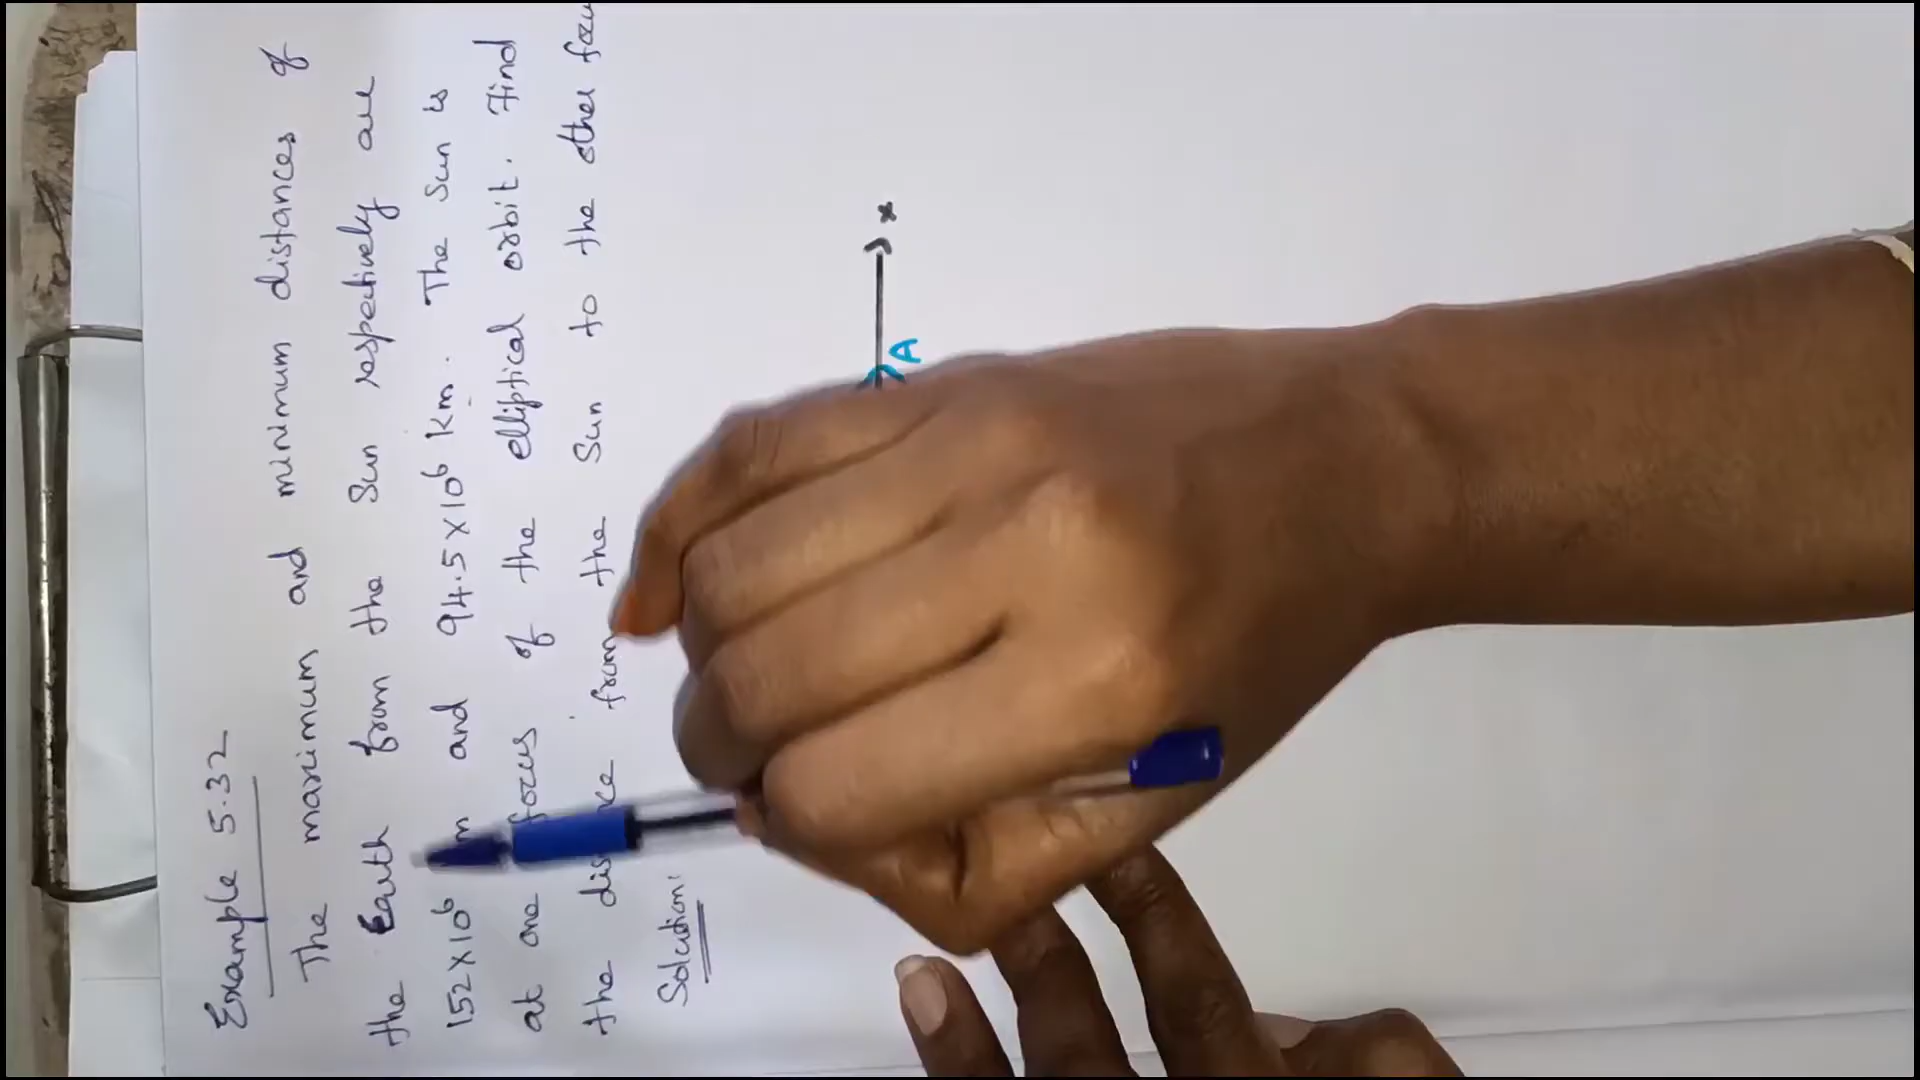 Example 5.32
The maximum and minimum distances of
the Earth from the Sun respectively are
152×10⁶ and 94.5×10⁶ km. The Sun is
at one focus of the elliptical orbit. Find
the from the Sun to the other
Solution:
x
A